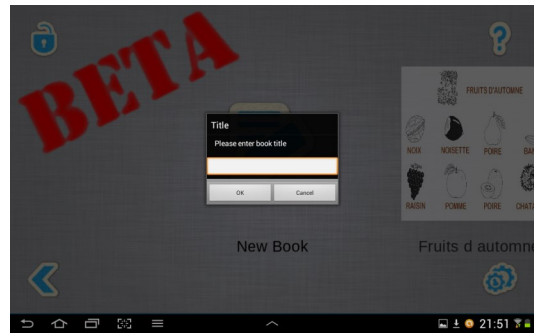 BETA
FRUITS D'AUTOMNE
Title
Please enter book title
NOIX NOISETTE POIRE BAN
OK Cancel
RAISIN POMME POIRE CHATA
New Book
Fruits d automne
21:51